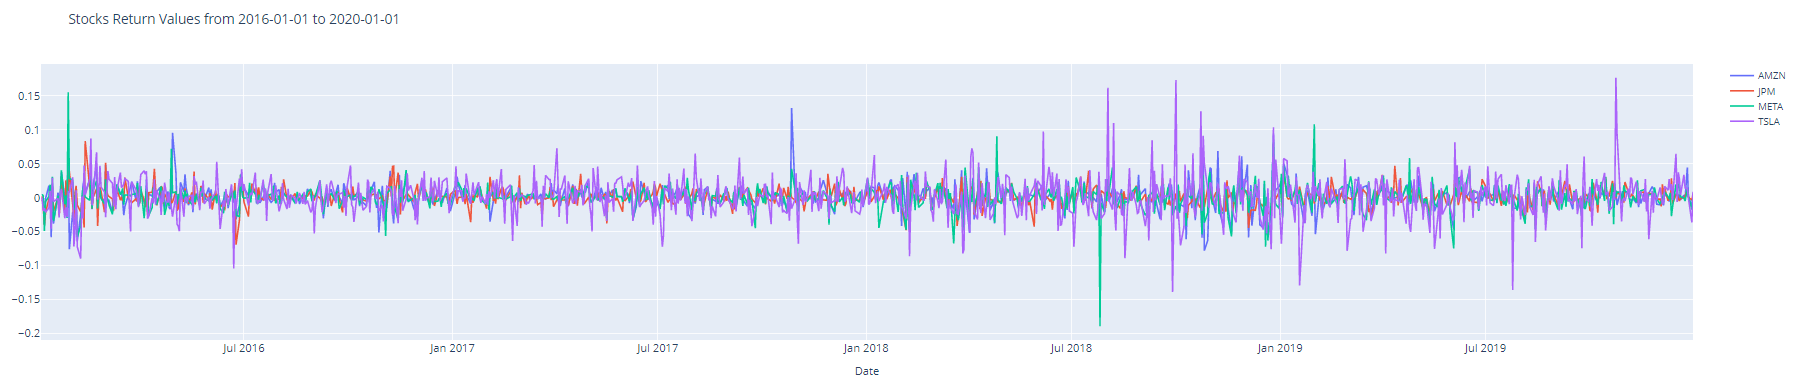 Stocks Return Values from 2016-01-01 to 2020-01-01
0.15
0.1
0.05
0
−0.05
−0.1
−0.15
−0.2
Jul 2016
Jan 2017
Jul 2017
Jan 2018
Jul 2018
Jan 2019
Jul 2019
Date
AMZN
JPM
META
TSLA